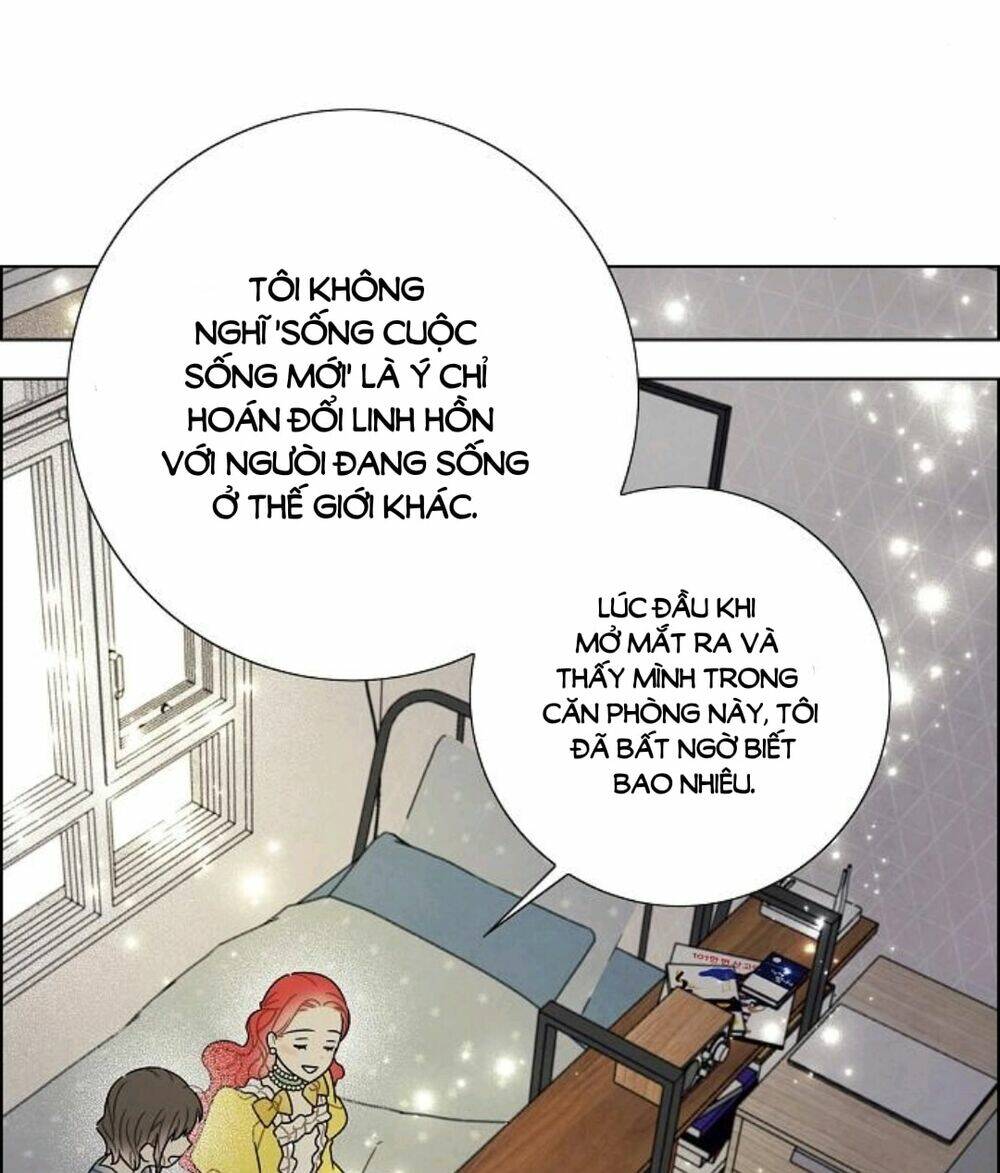 TÔI KHÔNG
NGHĨ 'SỐNG CUỘC
SỐNG MỚI' LÀ Ý CHỈ
HOÁN ĐỔI LINH HỒN
VỚI NGƯỜI ĐANG SỐNG
Ở THẾ GIỚI KHÁC.
LÚC ĐẦU KHI
MỞ MẮT RA VÀ
THẤY MÌNH TRONG
CĂN PHÒNG NÀY, TÔI
ĐÃ BẤT NGỜ BIẾT
BAO NHIÊU.